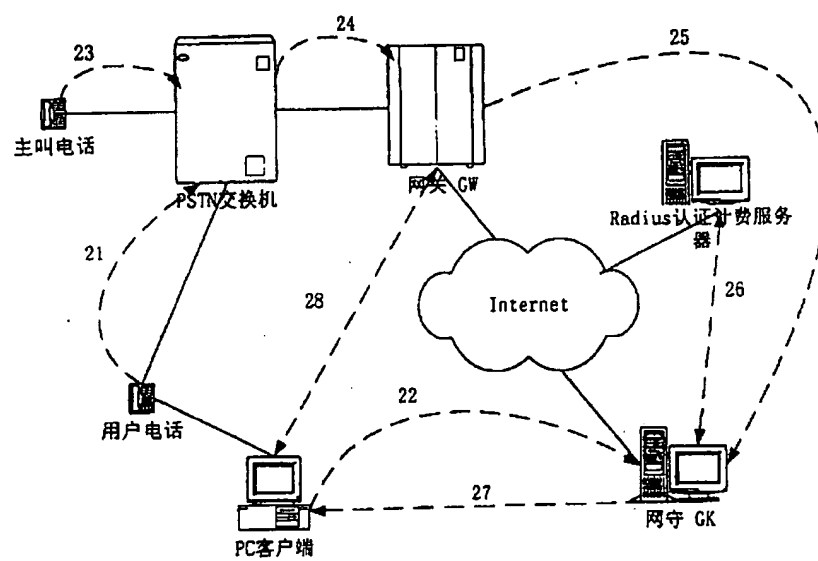 23
24
25
主叫电话
PSTN交换机
网关 GW
Radius认证计费服务
器
21
28
Internet
26
用户电话
22
27
PC客户端
网守 GK